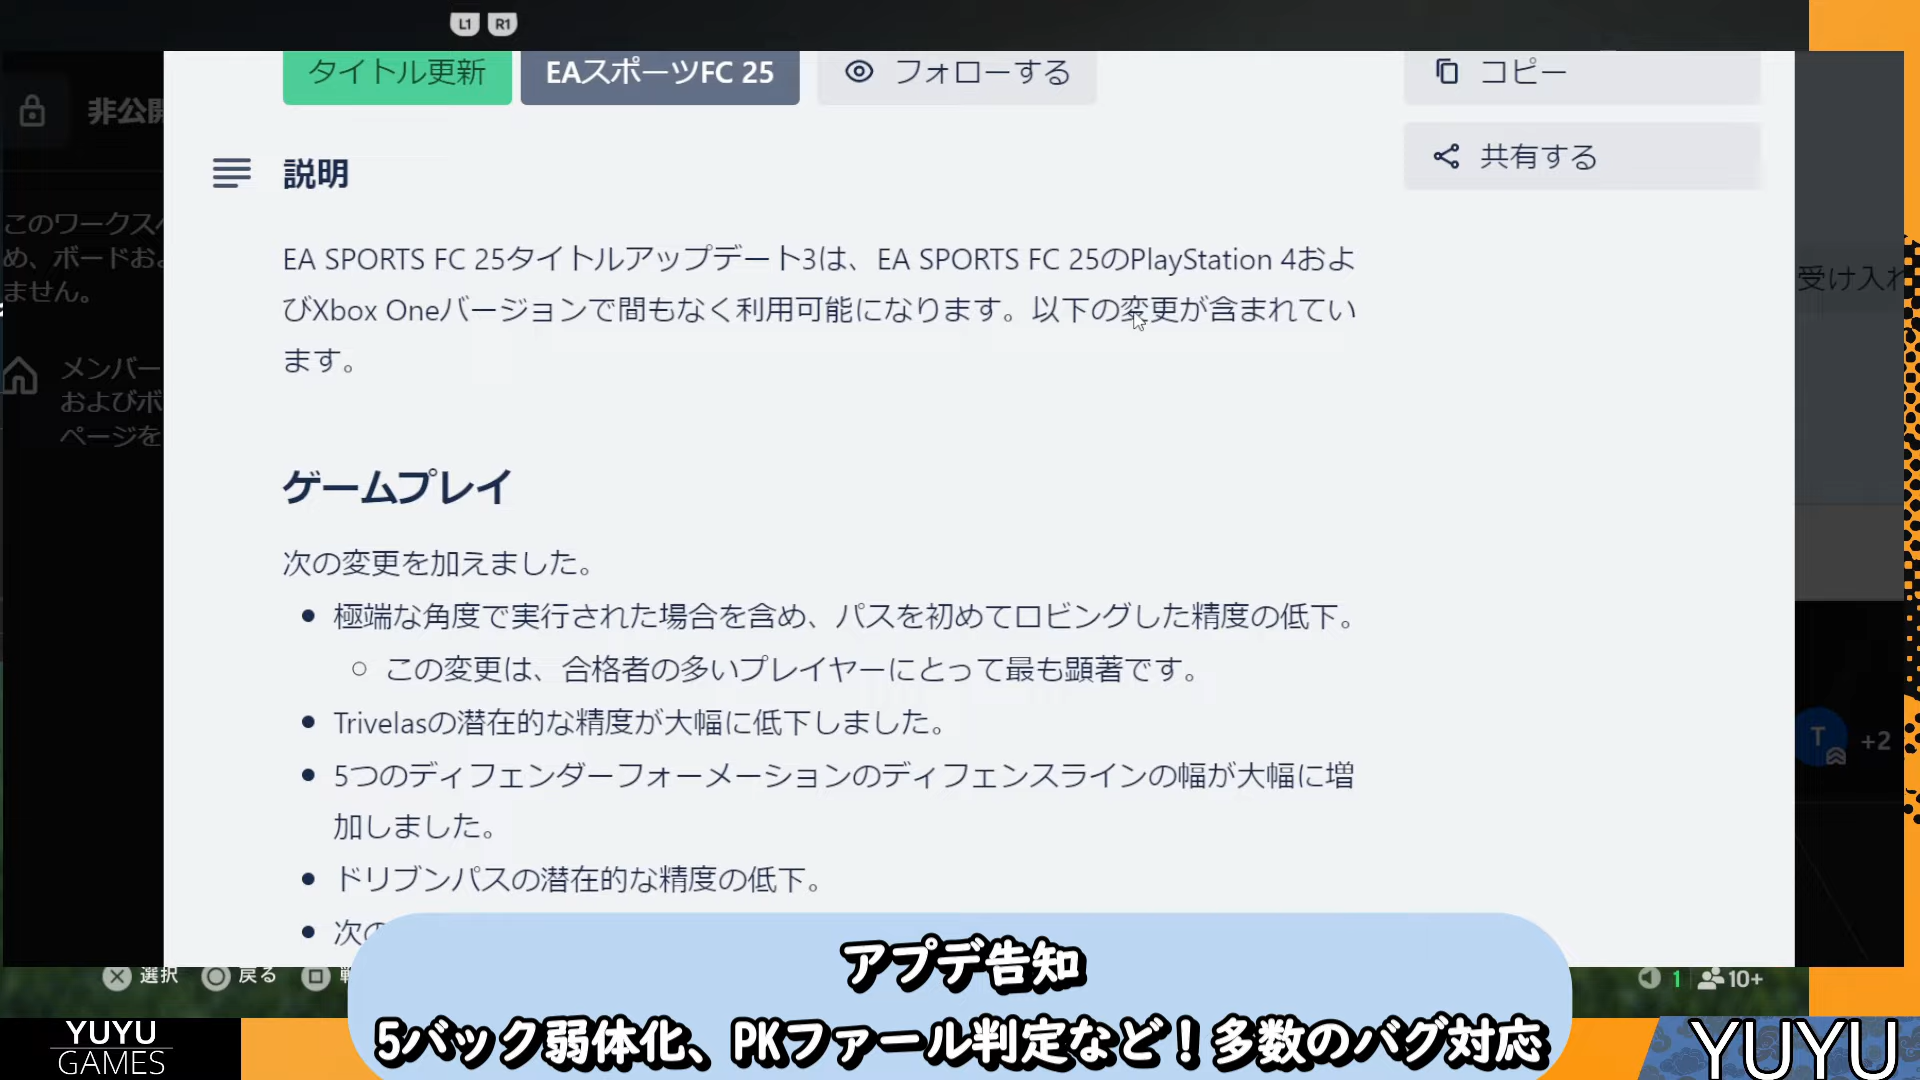 L1 R1
タイトル更新 EAスポーツFC 25 フォローする コピー
非公開
共有する
説明
このワークスペ
め、ボードおよ
ません。
EA SPORTS FC 25タイトルアップデート3は、EA SPORTS FC 25のPlayStation 4およ
びXbox Oneバージョンで間もなく利用可能になります。以下の変更が含まれてい
ます。
受け入れ
メンバー
およびボ
ページを
ゲームプレイ
次の変更を加えました。
極端な角度で実行された場合を含め、パスを初めてロビングした精度の低下。
この変更は、合格者の多いプレイヤーにとって最も顕著です。
Trivelasの潜在的な精度が大幅に低下しました。
T +2
5つのディフェンダーフォーメーションのディフェンスラインの幅が大幅に増
加しました。
ドリブンパスの潜在的な精度の低下。
次の
選択 戻る
1 10+
アプデ告知
5バック弱体化、PKファール判定など！多数のバグ対応
YUYU
GAMES
YUYU